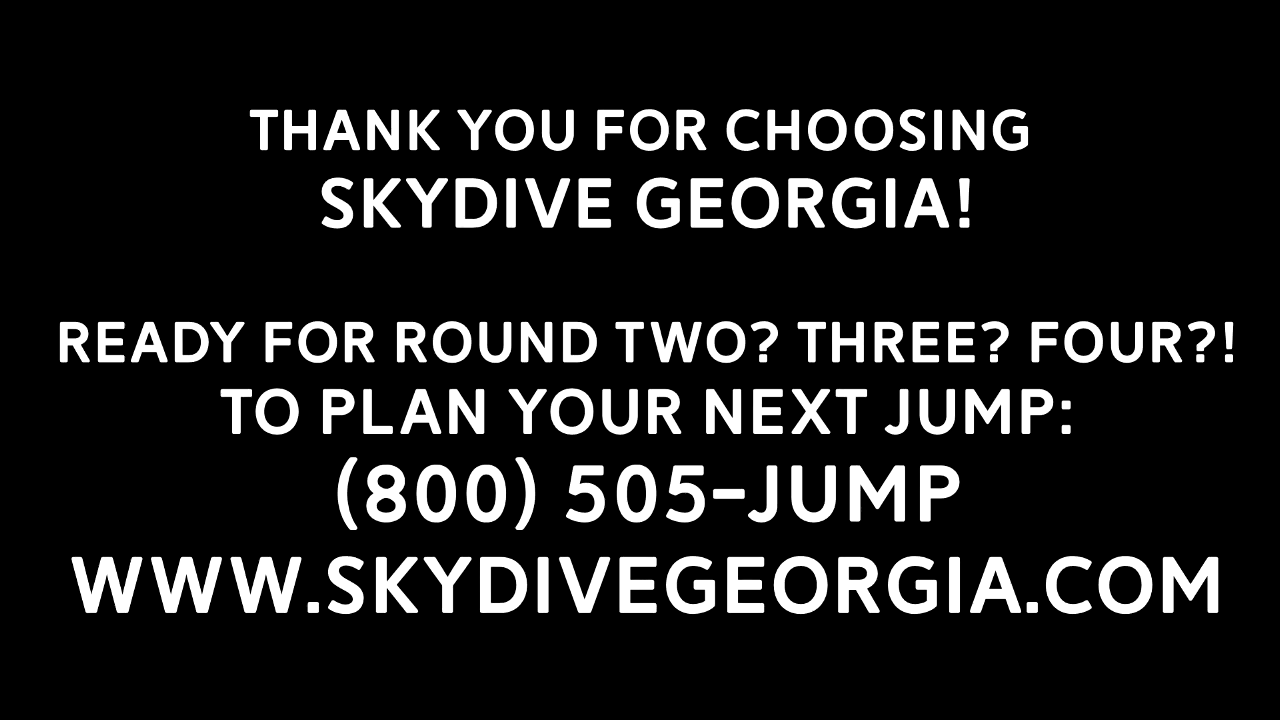 THANK YOU FOR CHOOSING
SKYDIVE GEORGIA!
READY FOR ROUND TWO? THREE? FOUR?!
TO PLAN YOUR NEXT JUMP:
(800) 505-JUMP
WWW.SKYDIVEGEORGIA.COM